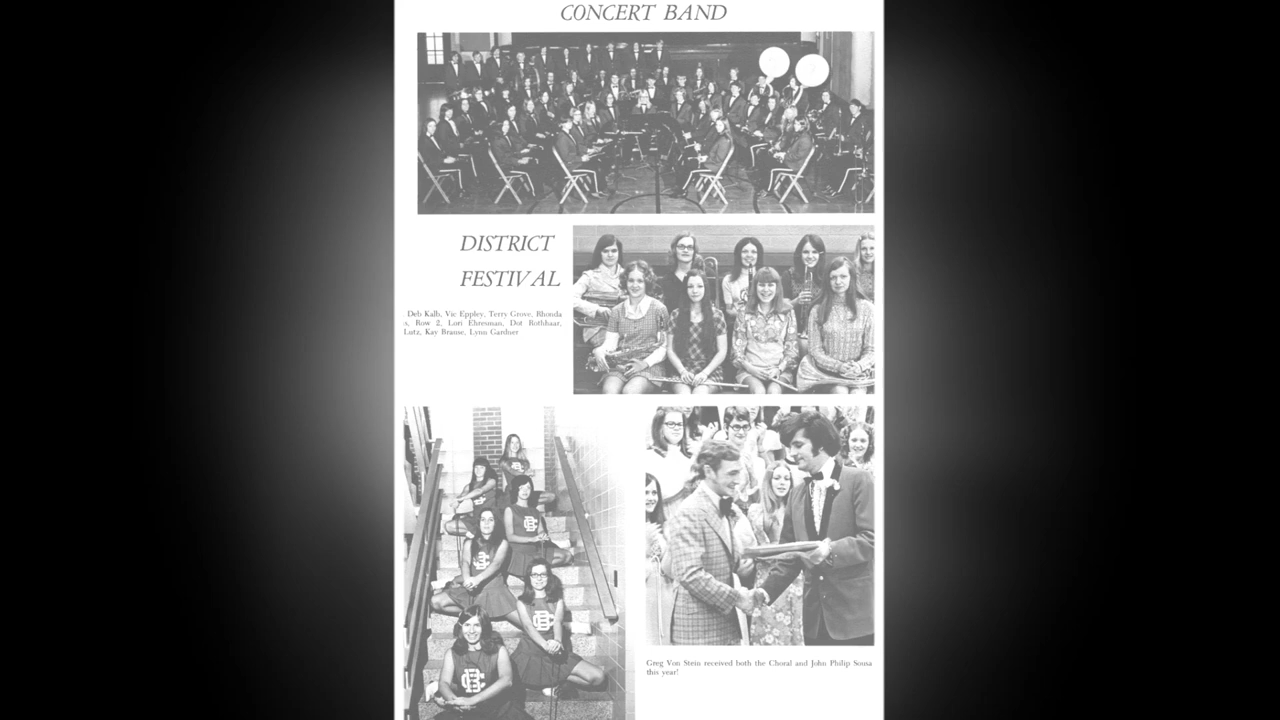 CONCERT BAND
DISTRICT
FESTIVAL
Deb Kalb, Vic Eppley, Terry Grove, Rhonda
s, Row 2, Lori Ehresman, Dot Rothhaar,
Lutz, Kay Brause, Lynn Gardner
Greg Von Stein received both the Choral and John Philip Sousa
this year!